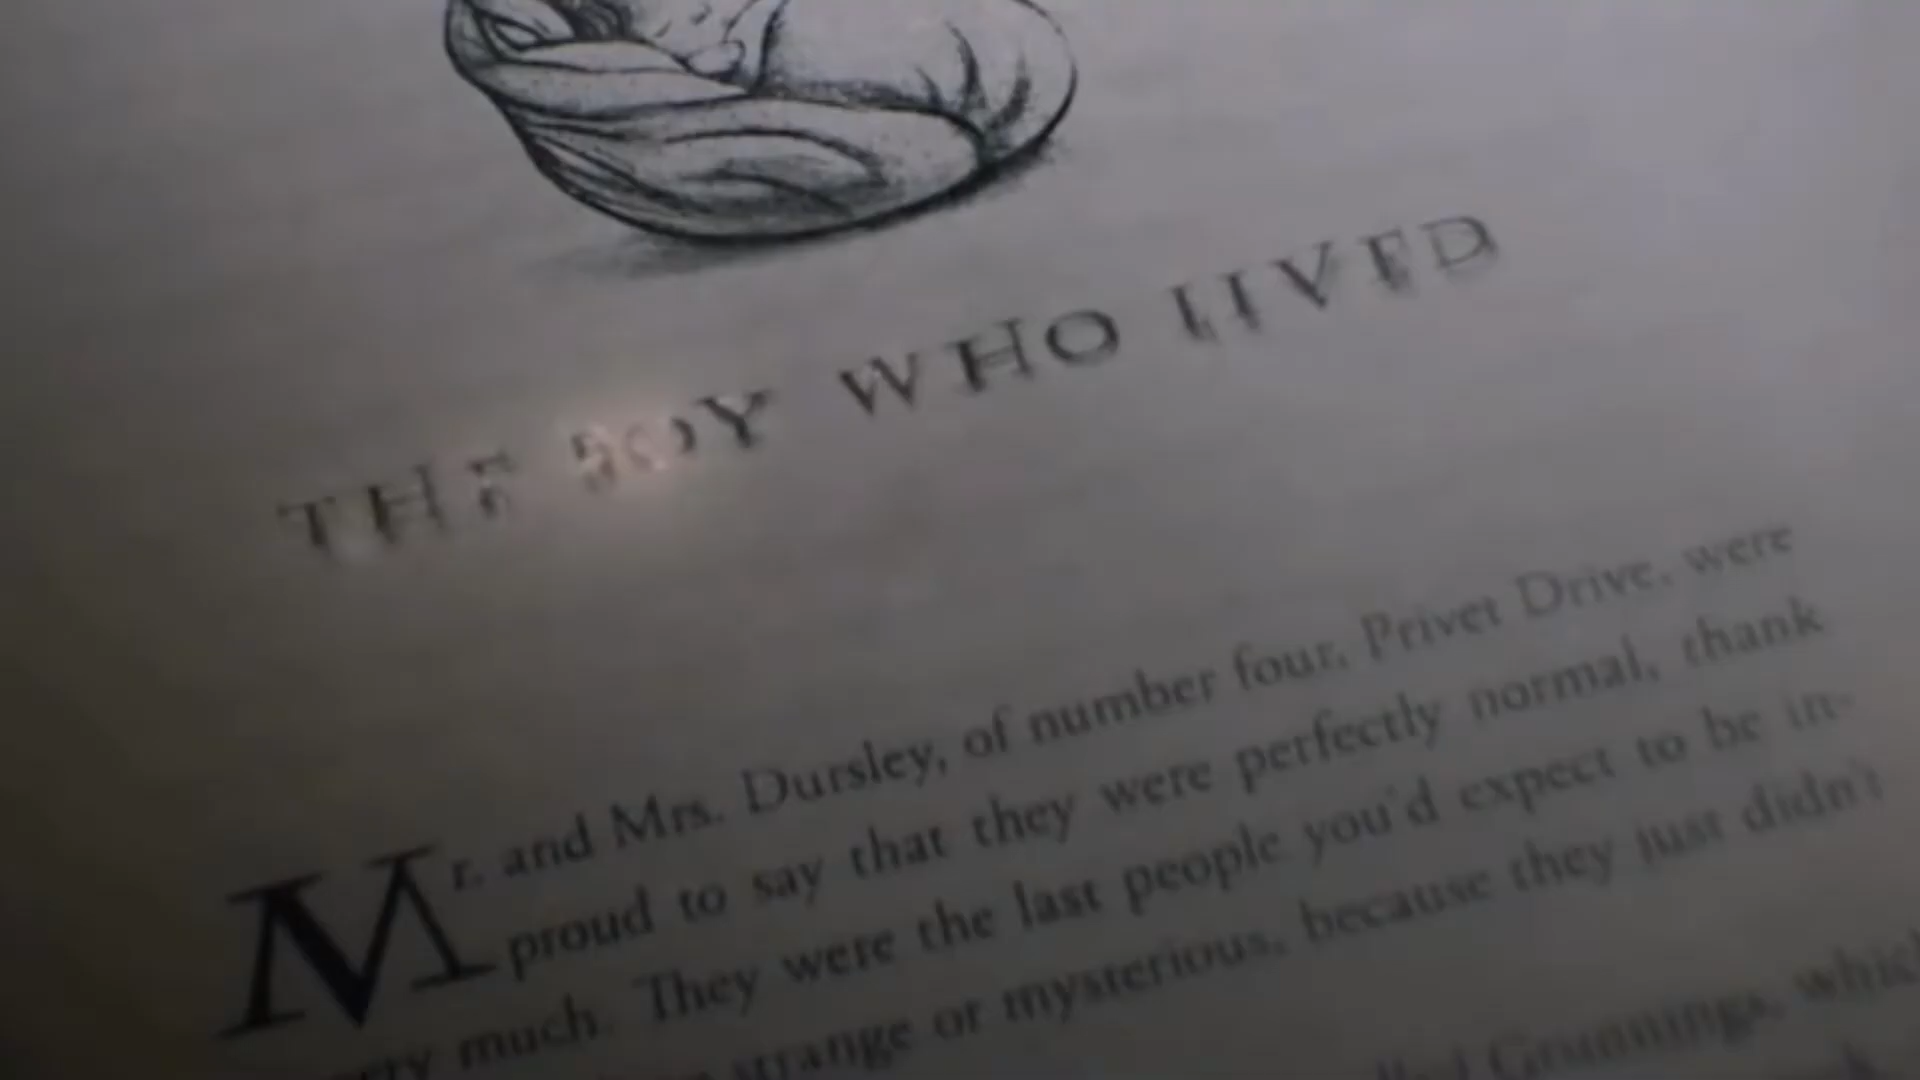 THE BOY WHO LIVED
Mr. and Mrs. Dursley, of number four, Privet Drive, were
proud to say that they were perfectly normal, thank
much. They were the last people you'd expect to be in-
strange or mysterious, because they just didn't
Grunnings, which